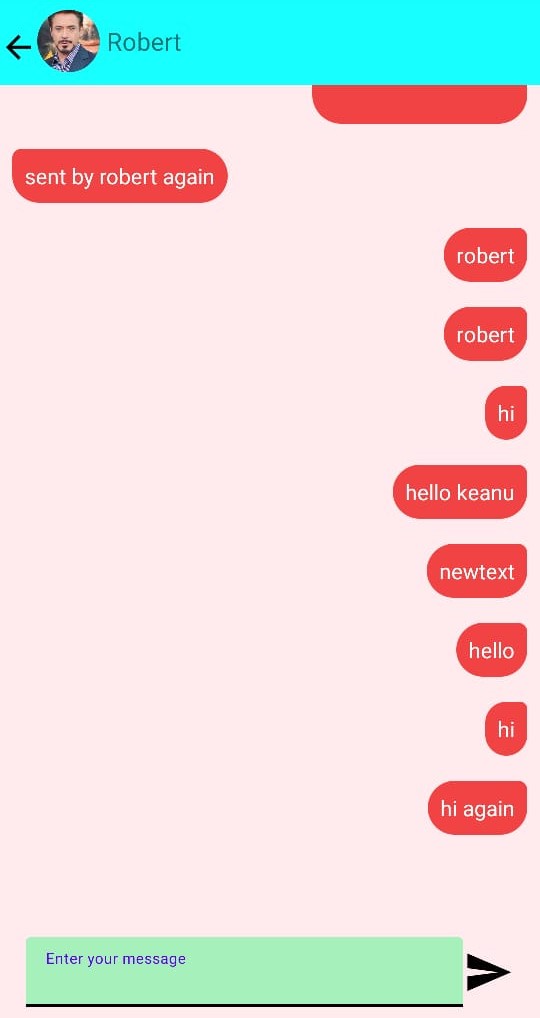 Robert
sent by robert again
robert
robert
hi
hello keanu
newtext
hello
hi
hi again
Enter your message